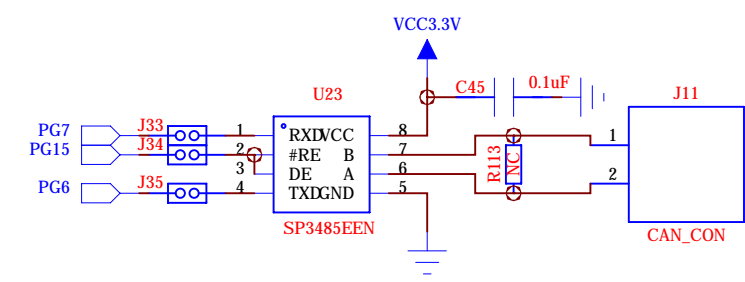 VCC3.3V
C45
0.1uF
U23
J11
PG7
J33
1
RXD
VCC
8
1
PG15
J34
2
#RE
B
7
R113
NC
3
DE
A
6
2
PG6
J35
4
TXD
GND
5
SP3485EEN
CAN_CON